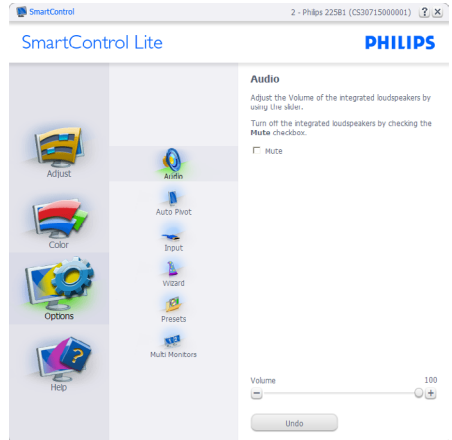 SmartControl
2 - Philips 225B1 (CS30715000001)
? ×
SmartControl Lite
PHILIPS
Adjust
Color
Options
Help
Audio
Auto Pivot
Input
Wizard
Presets
Multi Monitors
Audio
Adjust the Volume of the integrated loudspeakers by
using the slider.
Turn off the integrated loudspeakers by checking the
Mute checkbox.
Mute
Volume 100
Undo